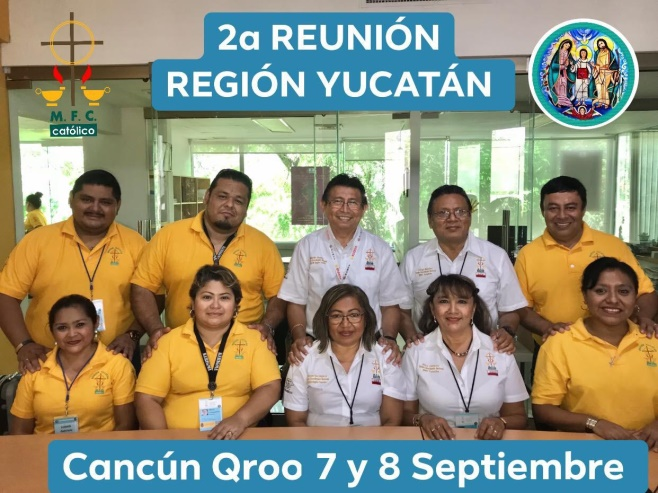 2a REUNIÓN
REGIÓN YUCATÁN
M. F. C.
católico
Cancún Qroo 7 y 8 Septiembre